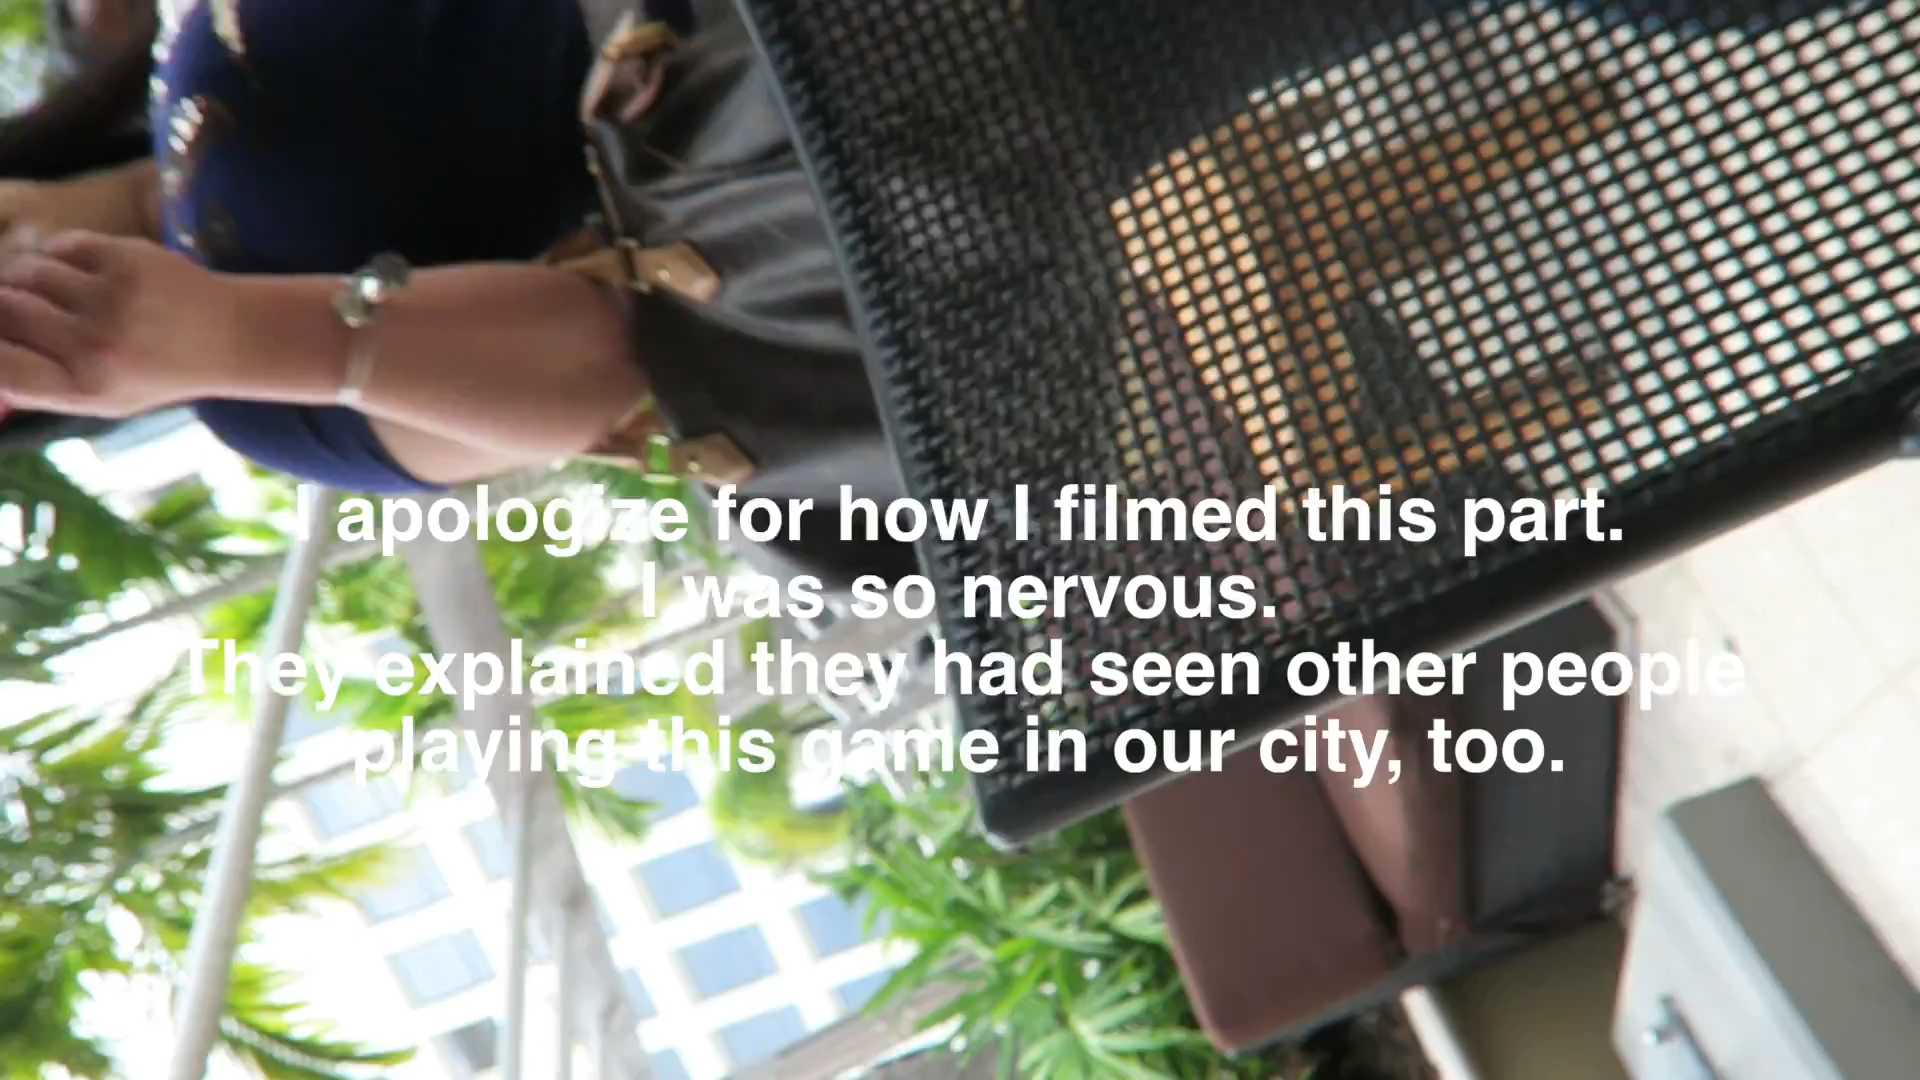 I apologize for how I filmed this part.
I was so nervous.
They explained they had seen other people
playing this game in our city, too.